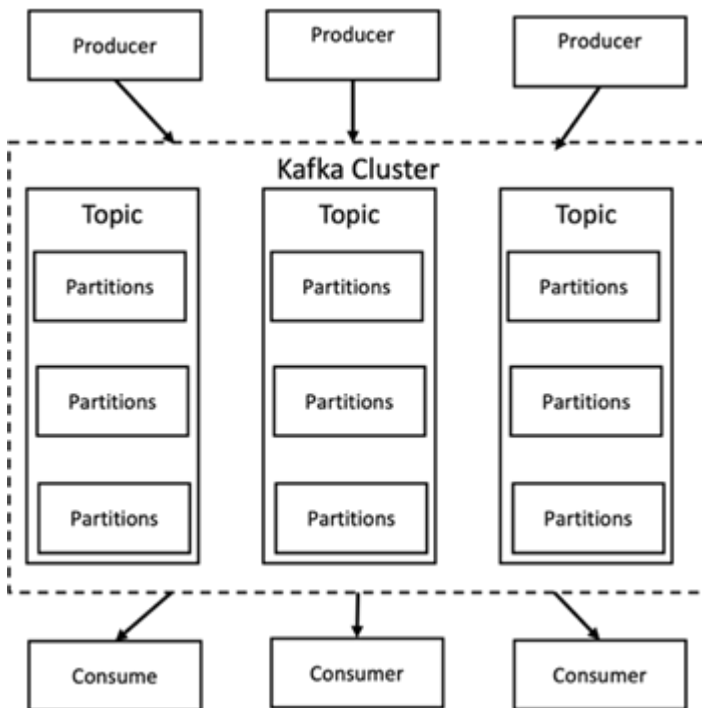 Producer
Producer
Producer
Kafka Cluster
Topic
Topic
Topic
Partitions
Partitions
Partitions
Partitions
Partitions
Partitions
Partitions
Partitions
Partitions
Consume
Consumer
Consumer